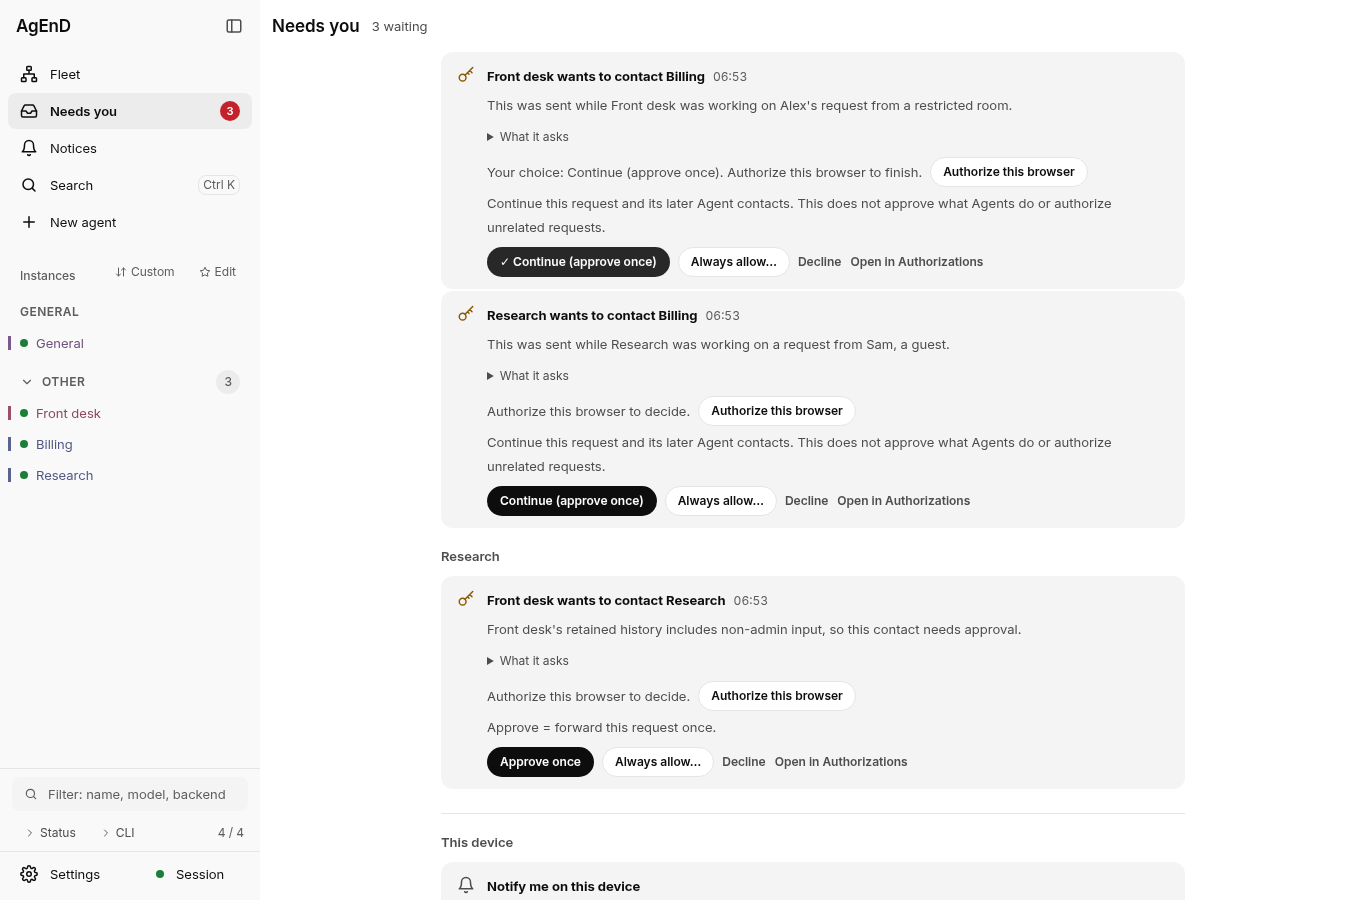 AgEnD
Fleet
Needs you 3
Notices
Search Ctrl K
New agent
Instances Custom Edit
GENERAL
General
OTHER 3
Front desk
Billing
Research
Filter: name, model, backend
Status CLI 4 / 4
Settings Session
Needs you 3 waiting
Front desk wants to contact Billing 06:53
This was sent while Front desk was working on Alex's request from a restricted room.
What it asks
Your choice: Continue (approve once). Authorize this browser to finish. Authorize this browser
Continue this request and its later Agent contacts. This does not approve what Agents do or authorize
unrelated requests.
✓ Continue (approve once) Always allow... Decline Open in Authorizations
Research wants to contact Billing 06:53
This was sent while Research was working on a request from Sam, a guest.
What it asks
Authorize this browser to decide. Authorize this browser
Continue this request and its later Agent contacts. This does not approve what Agents do or authorize
unrelated requests.
Continue (approve once) Always allow... Decline Open in Authorizations
Research
Front desk wants to contact Research 06:53
Front desk's retained history includes non-admin input, so this contact needs approval.
What it asks
Authorize this browser to decide. Authorize this browser
Approve = forward this request once.
Approve once Always allow... Decline Open in Authorizations
This device
Notify me on this device